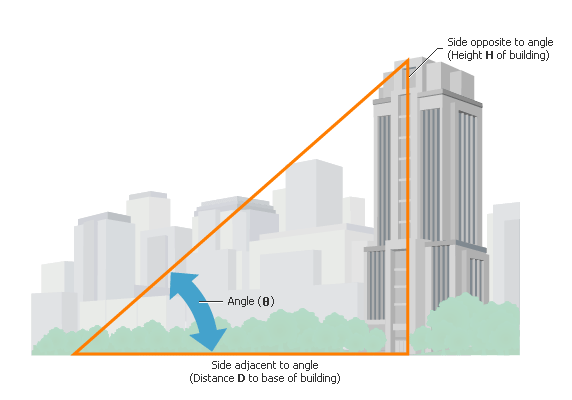 Side opposite to angle
(Height H of building)
Angle (θ)
Side adjacent to angle
(Distance D to base of building)